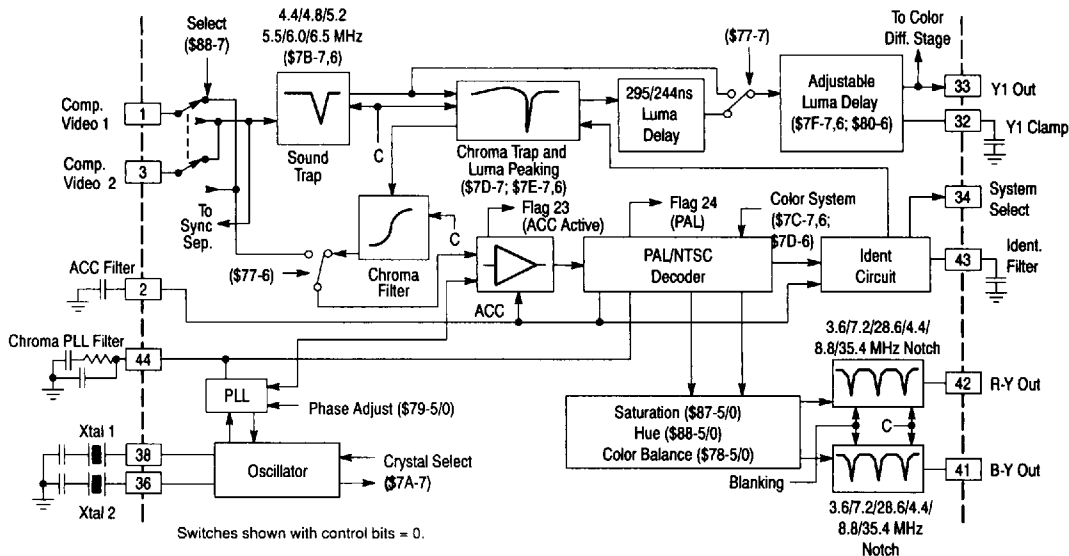 Select
($88-7)
4.4/4.8/5.2
5.5/6.0/6.5 MHz
($7B-7,6)
($77-7)
To Color
Diff. Stage
Comp.
Video 1
1
Comp.
Video 2
3
Sound
Trap
C
Chroma Trap and
Luma Peaking
($7D-7; $7E-7,6)
295/244ns
Luma
Delay
Adjustable
Luma Delay
($7F-7,6; $80-6)
33
Y1 Out
32
Y1 Clamp
34
System
Select
To
Sync
Sep.
($77-6)
Chroma
Filter
C
Flag 23
(ACC Active)
Flag 24
(PAL)
Color System
($7C-7,6;
$7D-6)
PAL/NTSC
Decoder
Ident
Circuit
43
Ident.
Filter
ACC Filter
2
ACC
Chroma PLL Filter
44
PLL
Phase Adjust ($79-5/0)
3.6/7.2/28.6/4.4/
8.8/35.4 MHz Notch
42
R-Y Out
Saturation ($87-5/0)
Hue ($88-5/0)
Color Balance ($78-5/0)
C
Blanking
41
B-Y Out
3.6/7.2/28.6/4.4/
8.8/35.4 MHz
Notch
Xtal 1
38
36
Xtal 2
Oscillator
Crystal Select
($7A-7)
Switches shown with control bits = 0.